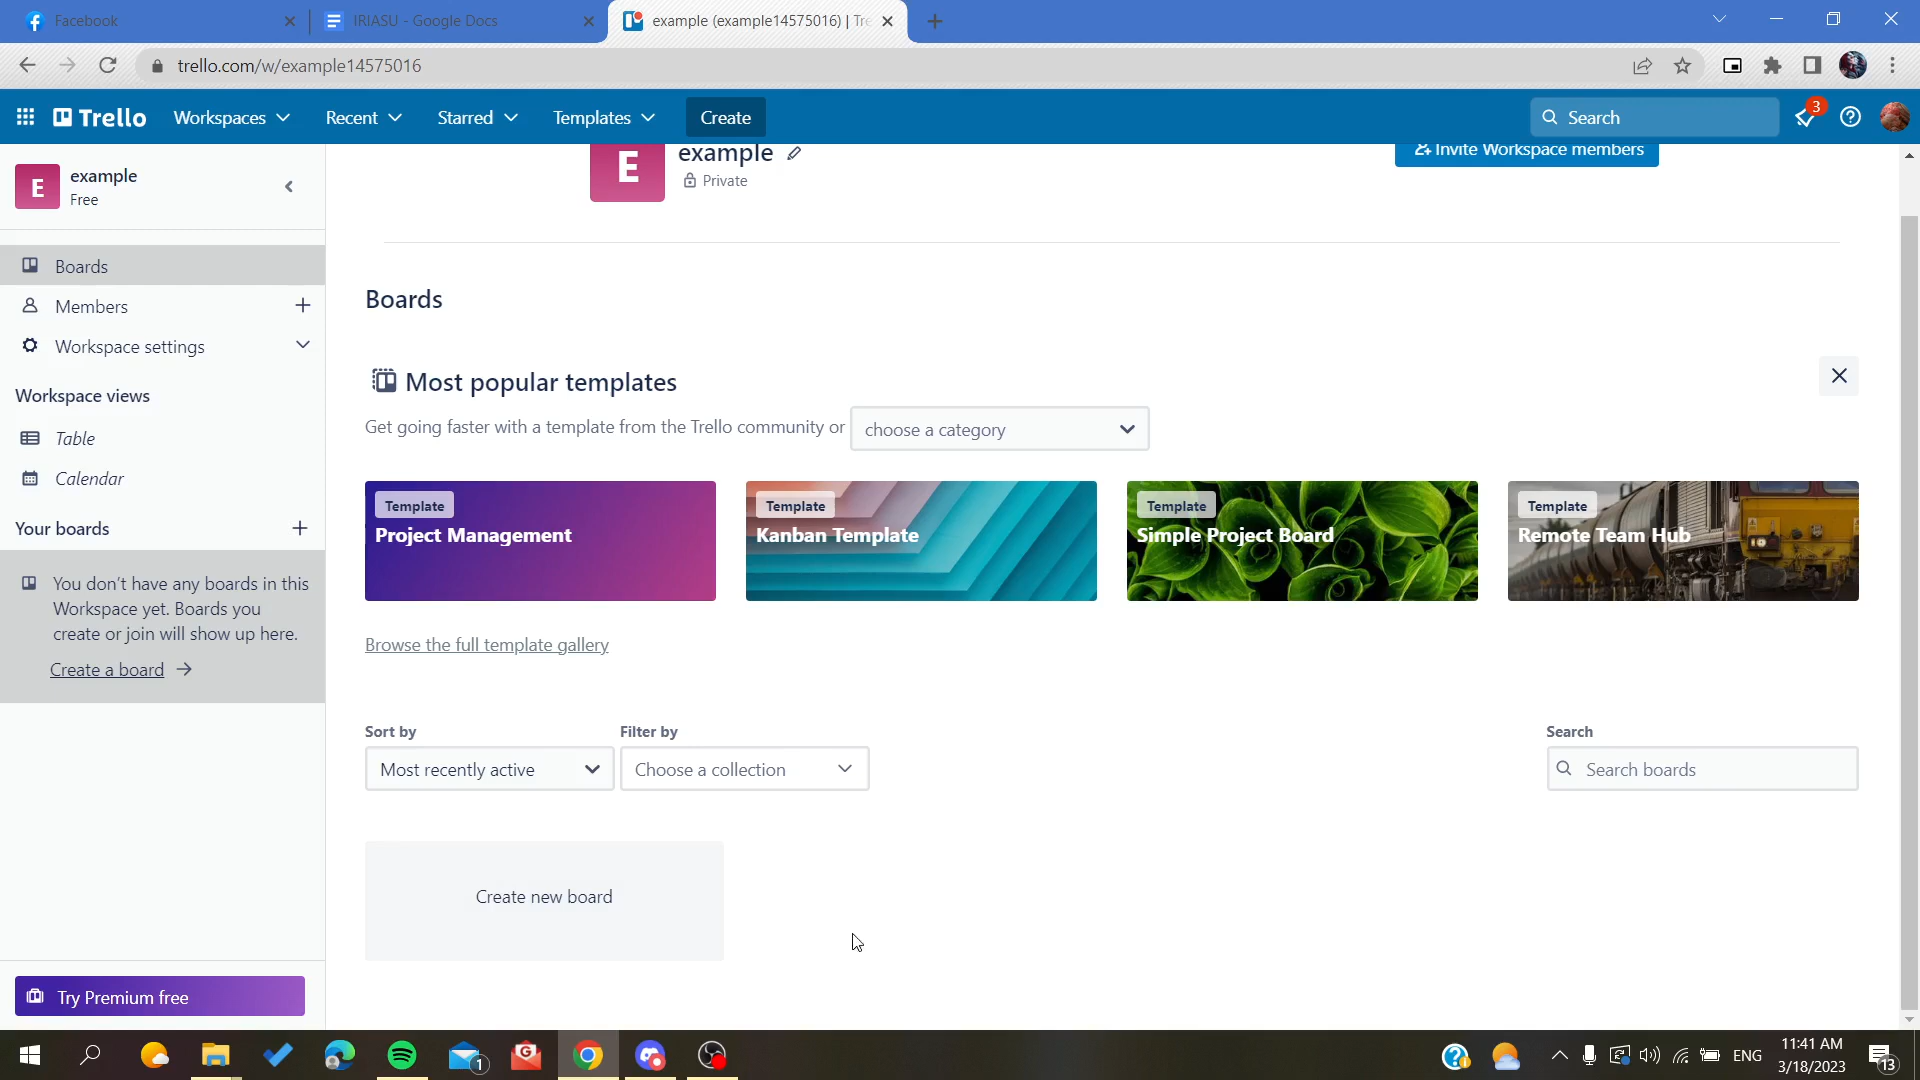 Facebook
IRIASU - Google Docs
example (example14575016) | Tre
trello.com/w/example14575016
Trello
Workspaces
Recent
Starred
Templates
Create
Search
3
E
example
Free
E
example
Private
Invite Workspace members
Boards
Members
Workspace settings
Workspace views
Table
Calendar
Your boards
You don't have any boards in this
Workspace yet. Boards you
create or join will show up here.
Create a board
Try Premium free
Boards
Most popular templates
Get going faster with a template from the Trello community or
choose a category
Template
Project Management
Template
Kanban Template
Template
Simple Project Board
Template
Remote Team Hub
Browse the full template gallery
Sort by
Filter by
Search
Most recently active
Choose a collection
Search boards
Create new board
1
G
ENG
11:41 AM
3/18/2023
13